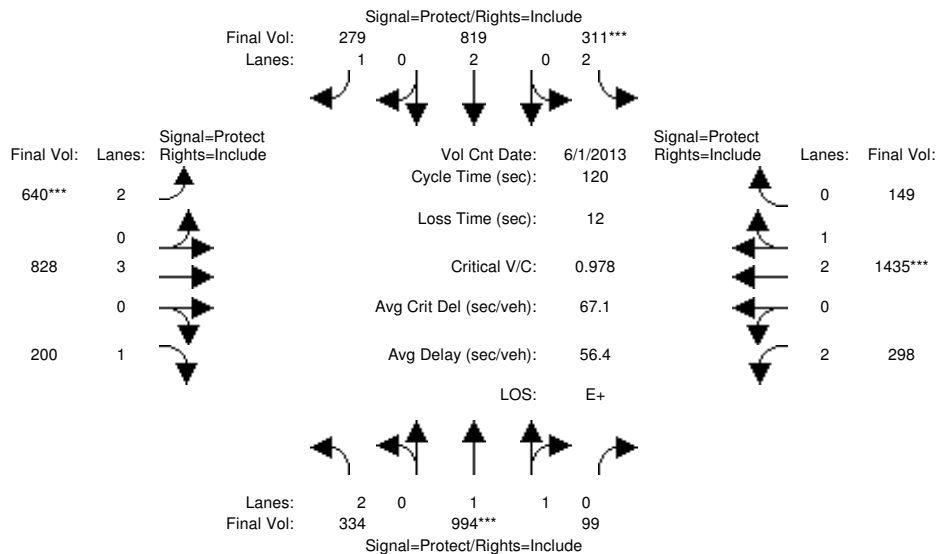 Signal=Protect/Rights=Include
Final Vol: 279 819 311***
Lanes: 1 0 2 0 2
Signal=Protect Signal=Protect
Final Vol: Lanes: Rights=Include Vol Cnt Date: 6/1/2013 Rights=Include Lanes: Final Vol:
Cycle Time (sec): 120
640*** 2 0 149
Loss Time (sec): 12
0 1
828 3 Critical V/C: 0.978 2 1435***
0 Avg Crit Del (sec/veh): 67.1 0
200 1 Avg Delay (sec/veh): 56.4 2 298
LOS: E+
Lanes: 2 0 1 1 0
Final Vol: 334 994*** 99
Signal=Protect/Rights=Include